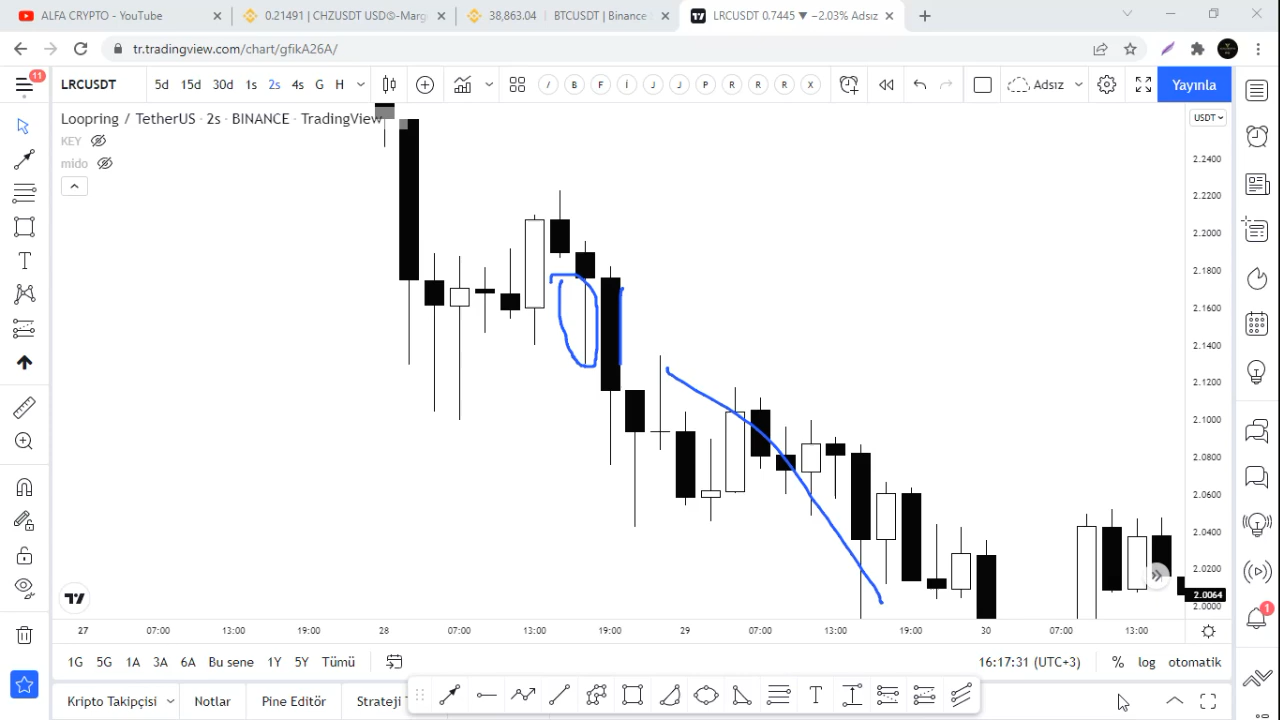 ALFA CRYPTO - YouTube
0.21491 | CHZUSDT USDⓈ-Marg
38,863.04 | BTCUSDT | Binance
LRCUSDT 0.7445 ▼ −2.03% Adsız
tr.tradingview.com/chart/gfikA26A/
11
LRCUSDT
5d 15d 30d 1s 2s 4s G H
/ B F İ J J P R R X
Adsız
Yayınla
Loopring / TetherUS · 2s · BINANCE · TradingView
USDT
KEY
mido
2.2400
2.2200
2.2000
2.1800
2.1600
2.1400
2.1200
2.1000
2.0800
2.0600
2.0400
2.0200
2.0064
2.0000
27 07:00 13:00 19:00 28 07:00 13:00 19:00 29 07:00 13:00 19:00 30 07:00 13:00
1
1G 5G 1A 3A 6A Bu sene 1Y 5Y Tümü
16:17:31 (UTC+3) % log otomatik
Kripto Takipçisi Notlar Pine Editör Strateji